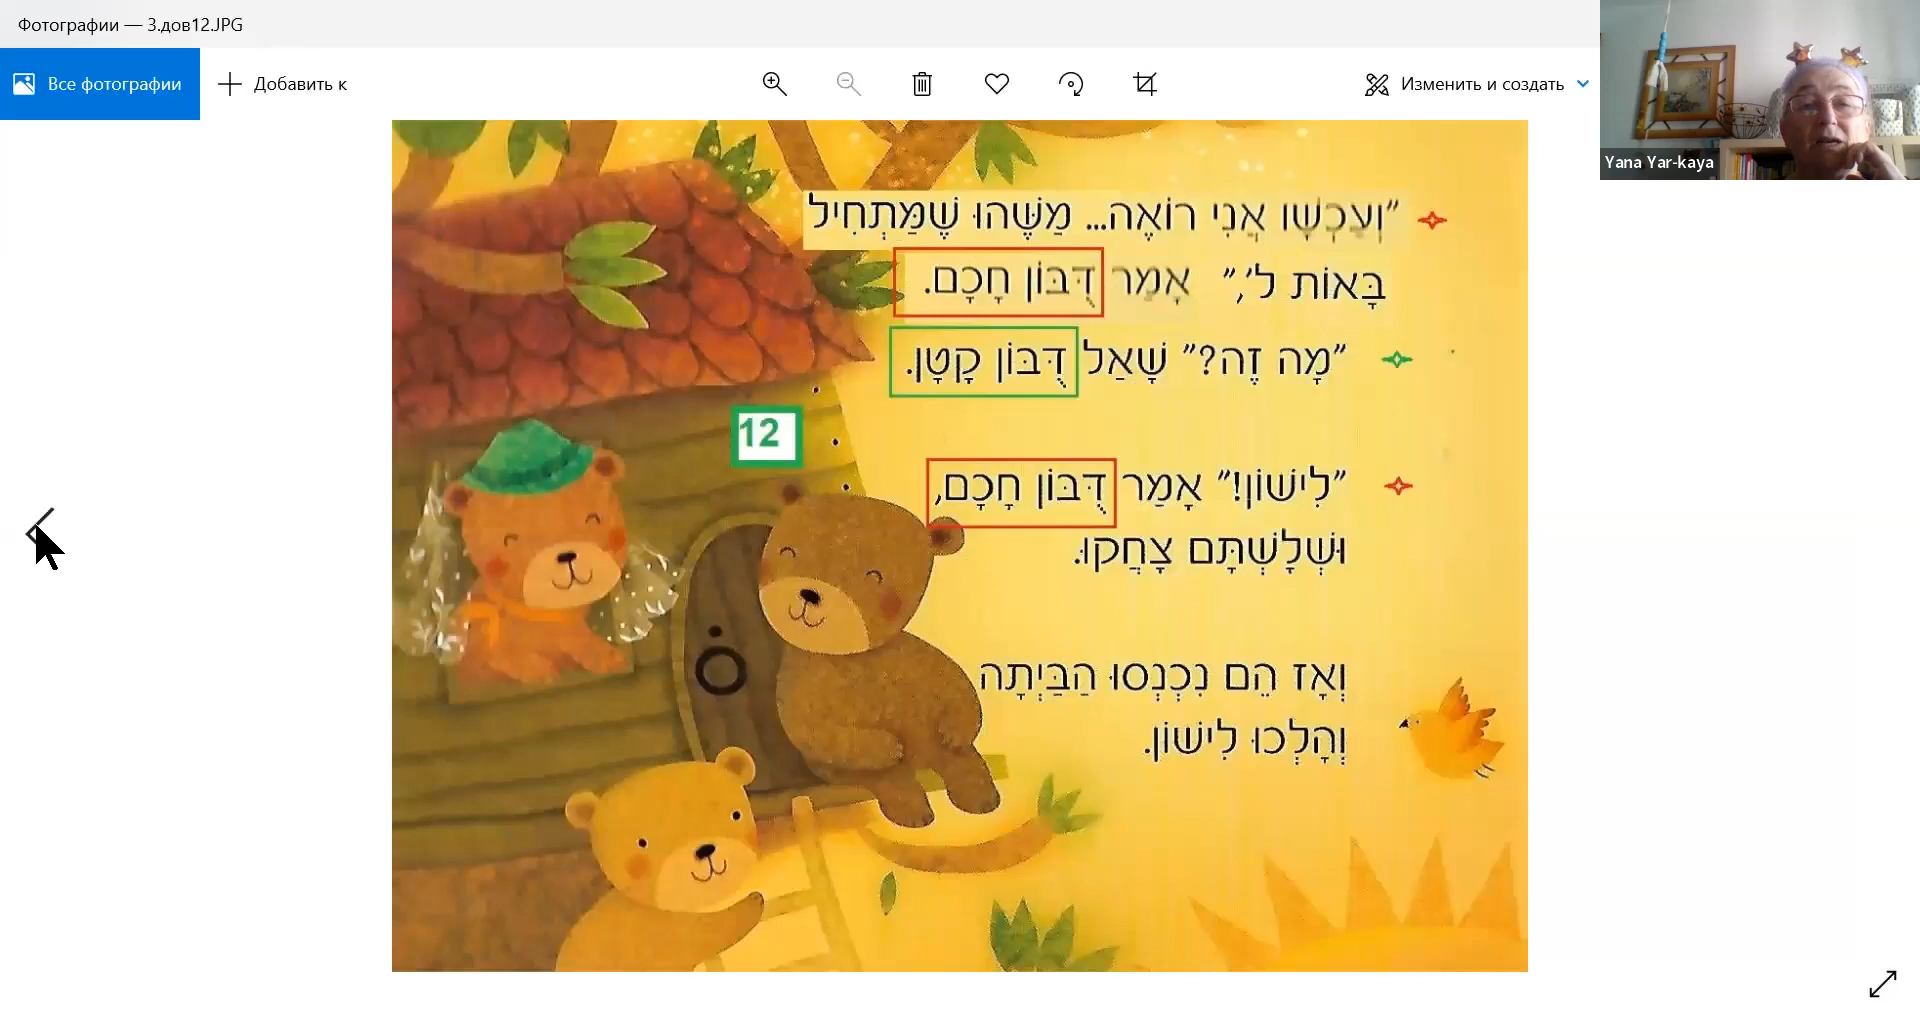 Фотографии — 3.дов12.JPG
Все фотографии
Добавить к
Изменить и создать
Yana Yar-kaya
"וְעַכְשָׁו אֲנִי רוֹאֶה... מַשֶּׁהוּ שֶׁמַּתְחִיל
בָּאוֹת ל'," אָמַר דֻּבּוֹן חָכָם.
"מָה זֶה?" שָׁאַל דֻּבּוֹן קָטָן.
12
"לִישׁוֹן!" אָמַר דֻּבּוֹן חָכָם,
וּשְׁלָשְׁתָּם צָחֲקוּ.
וְאָז הֵם נִכְנְסוּ הַבַּיְתָה
וְהָלְכוּ לִישׁוֹן.